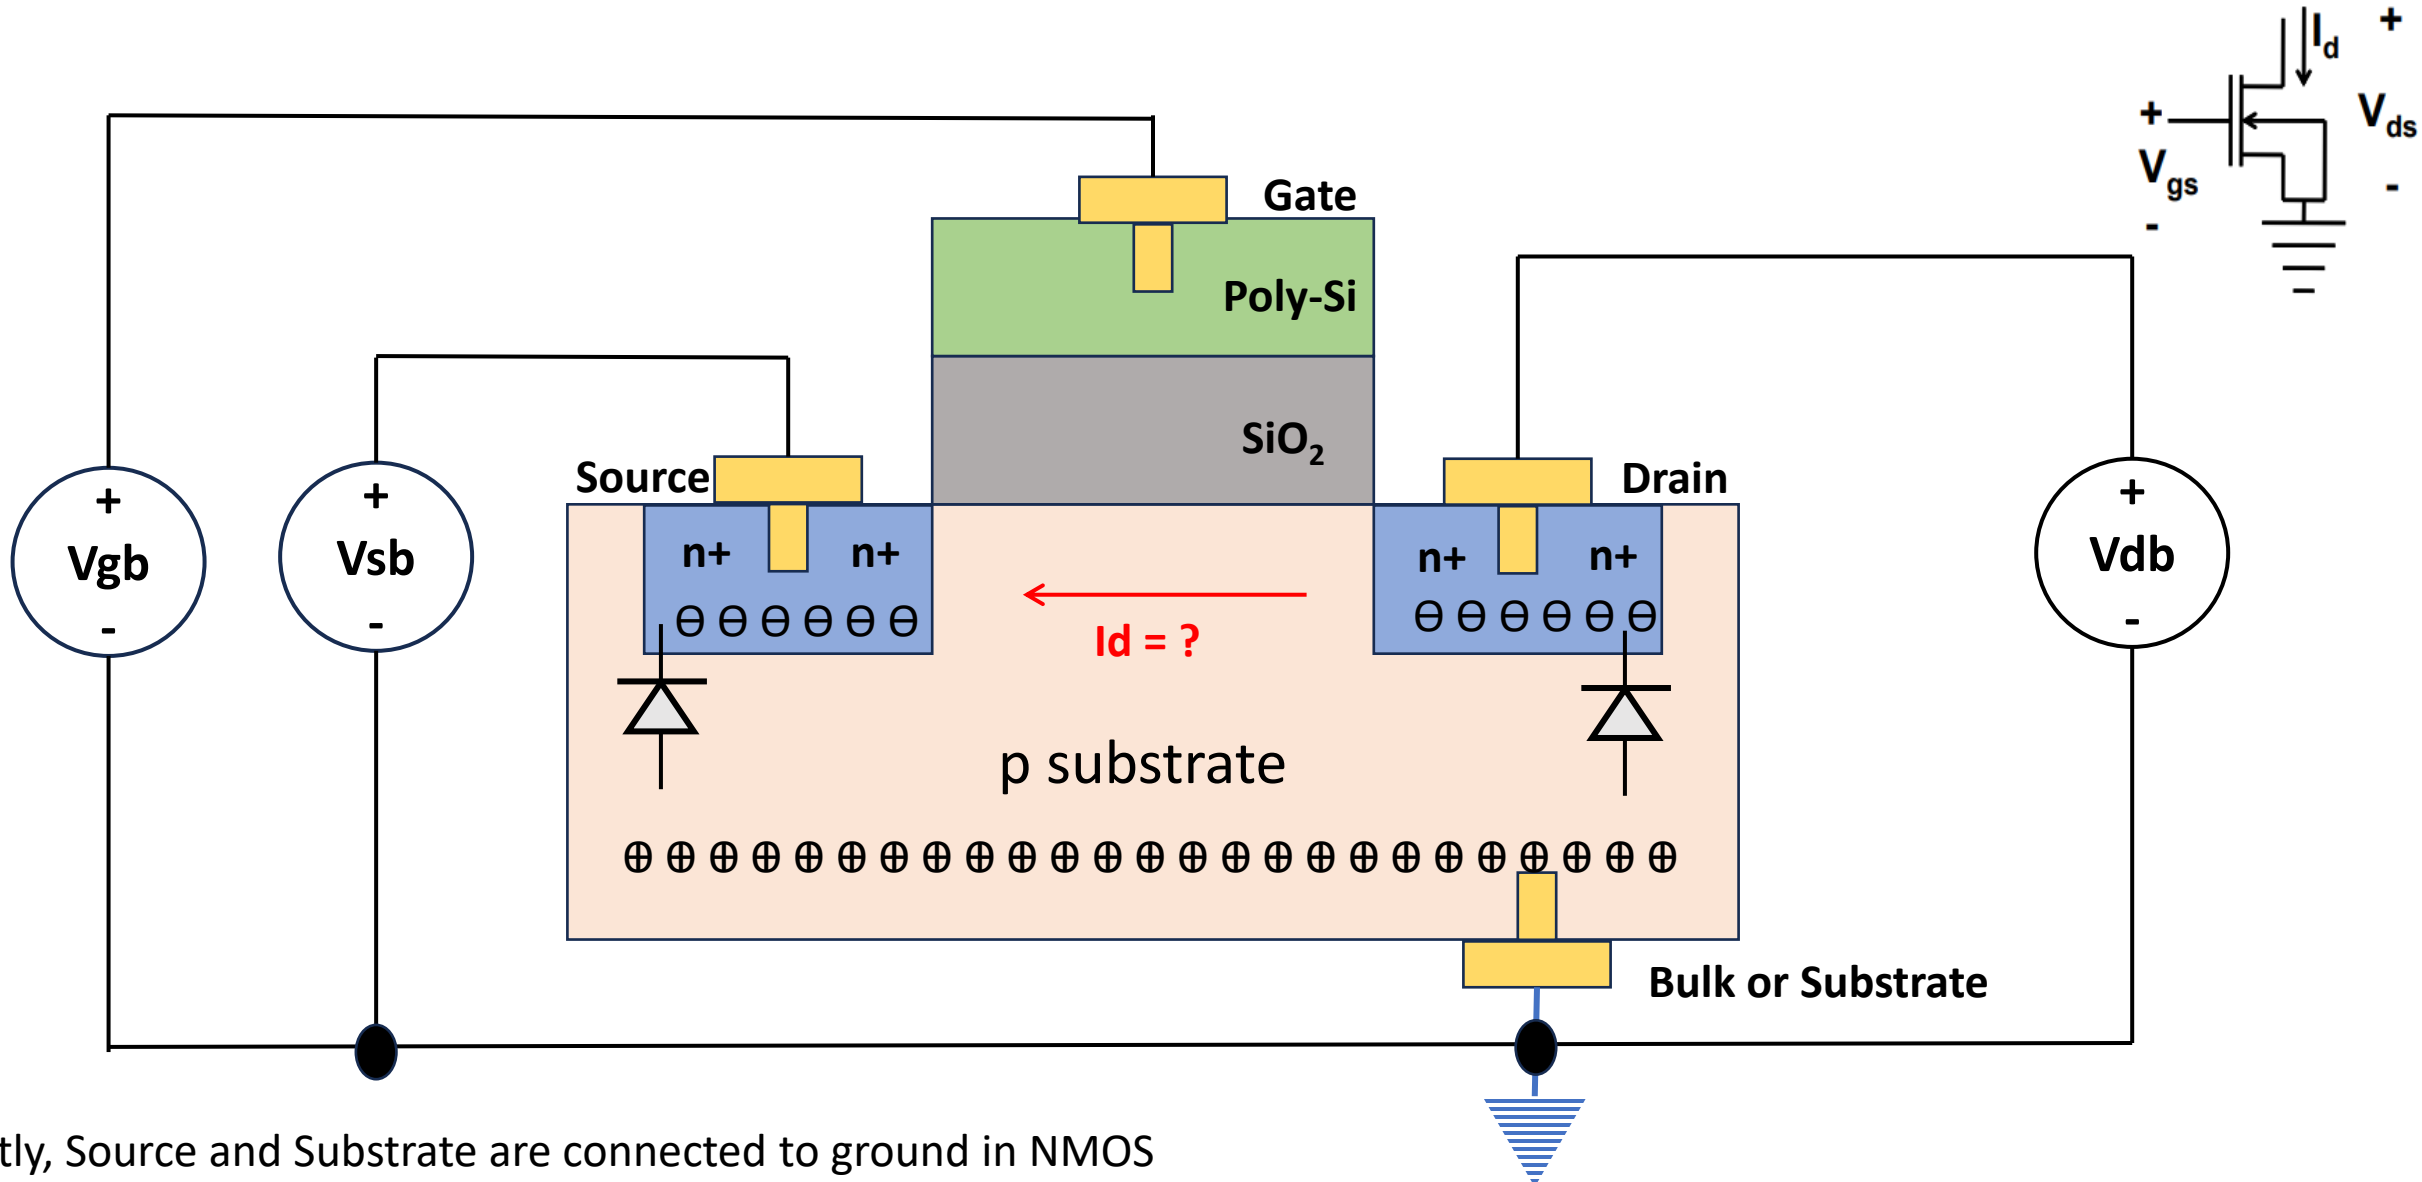 Id
+
+
Vds
Vgs
-
-
Gate
Poly-Si
SiO2
Source
Drain
+
Vgb
-
+
Vsb
-
+
Vdb
-
n+ n+
n+ n+
Id = ?
p substrate
Bulk or Substrate
tly, Source and Substrate are connected to ground in NMOS